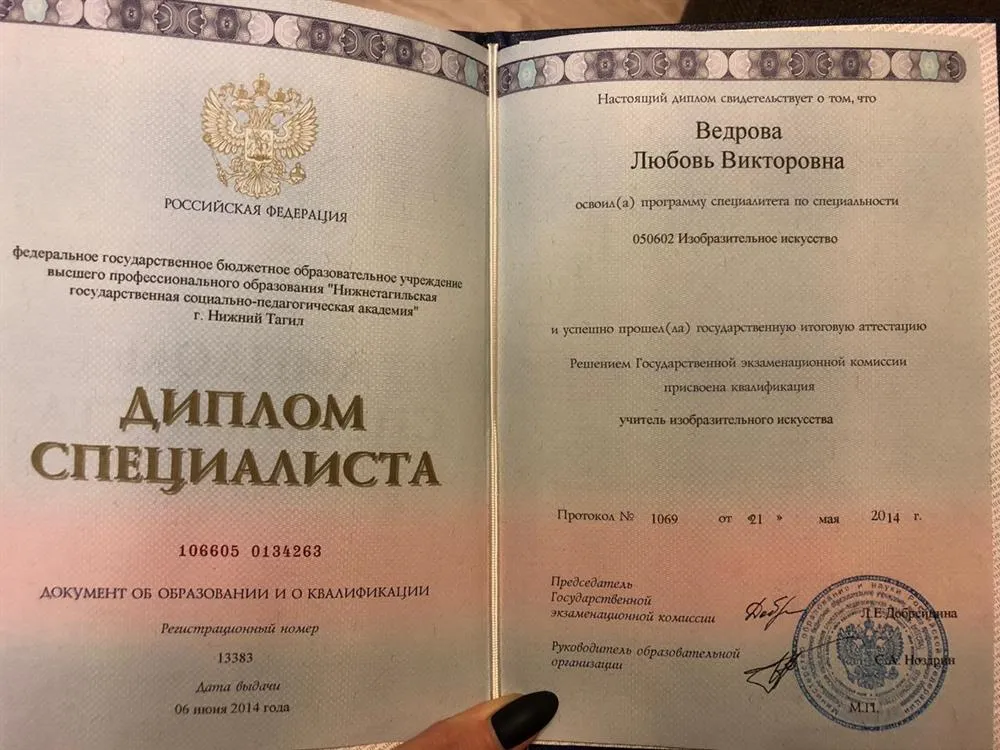 РОССИЙСКАЯ ФЕДЕРАЦИЯ
федеральное государственное бюджетное образовательное учреждение
высшего профессионального образования "Нижнетагильская
государственная социально-педагогическая академия"
г. Нижний Тагил
ДИПЛОМ
СПЕЦИАЛИСТА
106605 0134263
ДОКУМЕНТ ОБ ОБРАЗОВАНИИ И О КВАЛИФИКАЦИИ
Регистрационный номер
13383
Дата выдачи
06 июня 2014 года
Настоящий диплом свидетельствует о том, что
Ведрова
Любовь Викторовна
освоил(а) программу специалитета по специальности
050602 Изобразительное искусство
и успешно прошел(ла) государственную итоговую аттестацию
Решением Государственной экзаменационной комиссии
присвоена квалификация
учитель изобразительного искусства
Протокол № 1069 от «21 » мая 2014 г.
Председатель
Государственной
экзаменационной комиссии
Л.Е.Добрейцина
Руководитель образовательной
организации
С.А. Ноздрин
М.П.